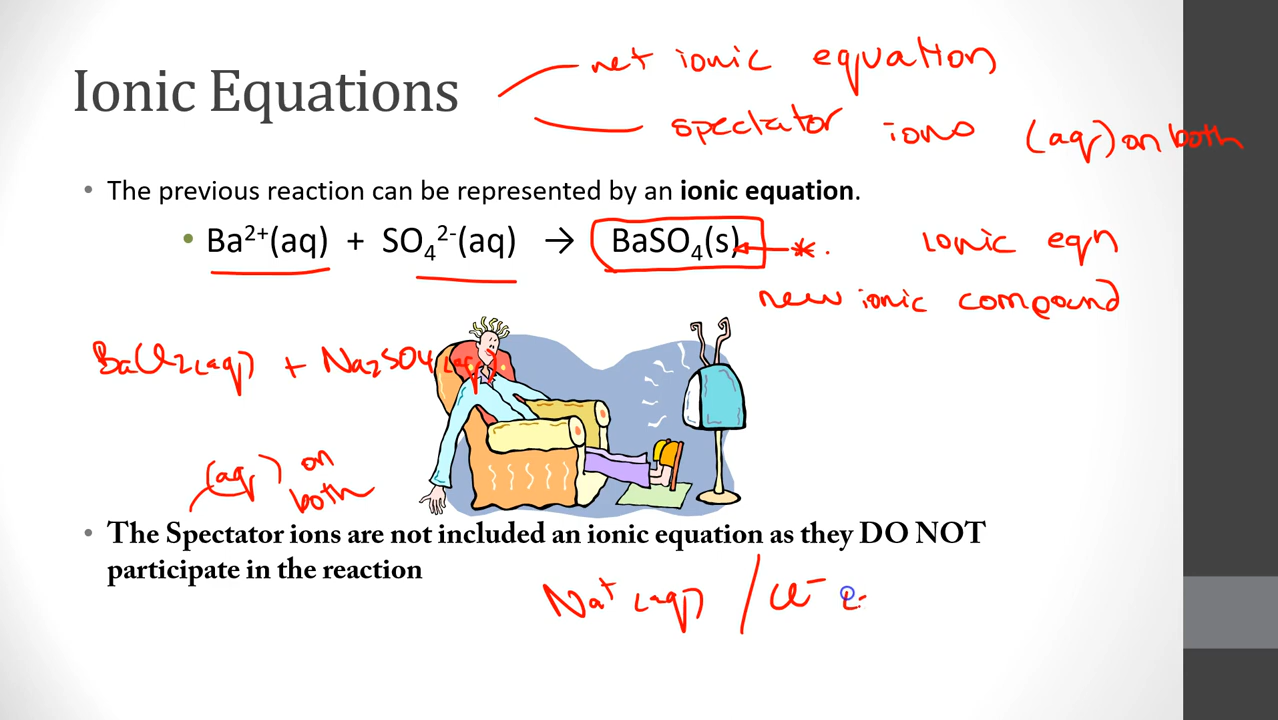 Ionic Equations
net ionic equation
spectator ions (aq) on both
• The previous reaction can be represented by an ionic equation.
• Ba²⁺(aq) + SO₄²⁻(aq) → BaSO₄(s)
ionic eqn
new ionic compound
BaCl₂(aq) + Na₂SO₄(aq)
(aq) on both
• The Spectator ions are not included an ionic equation as they DO NOT
participate in the reaction
Na⁺(aq) / Cl⁻